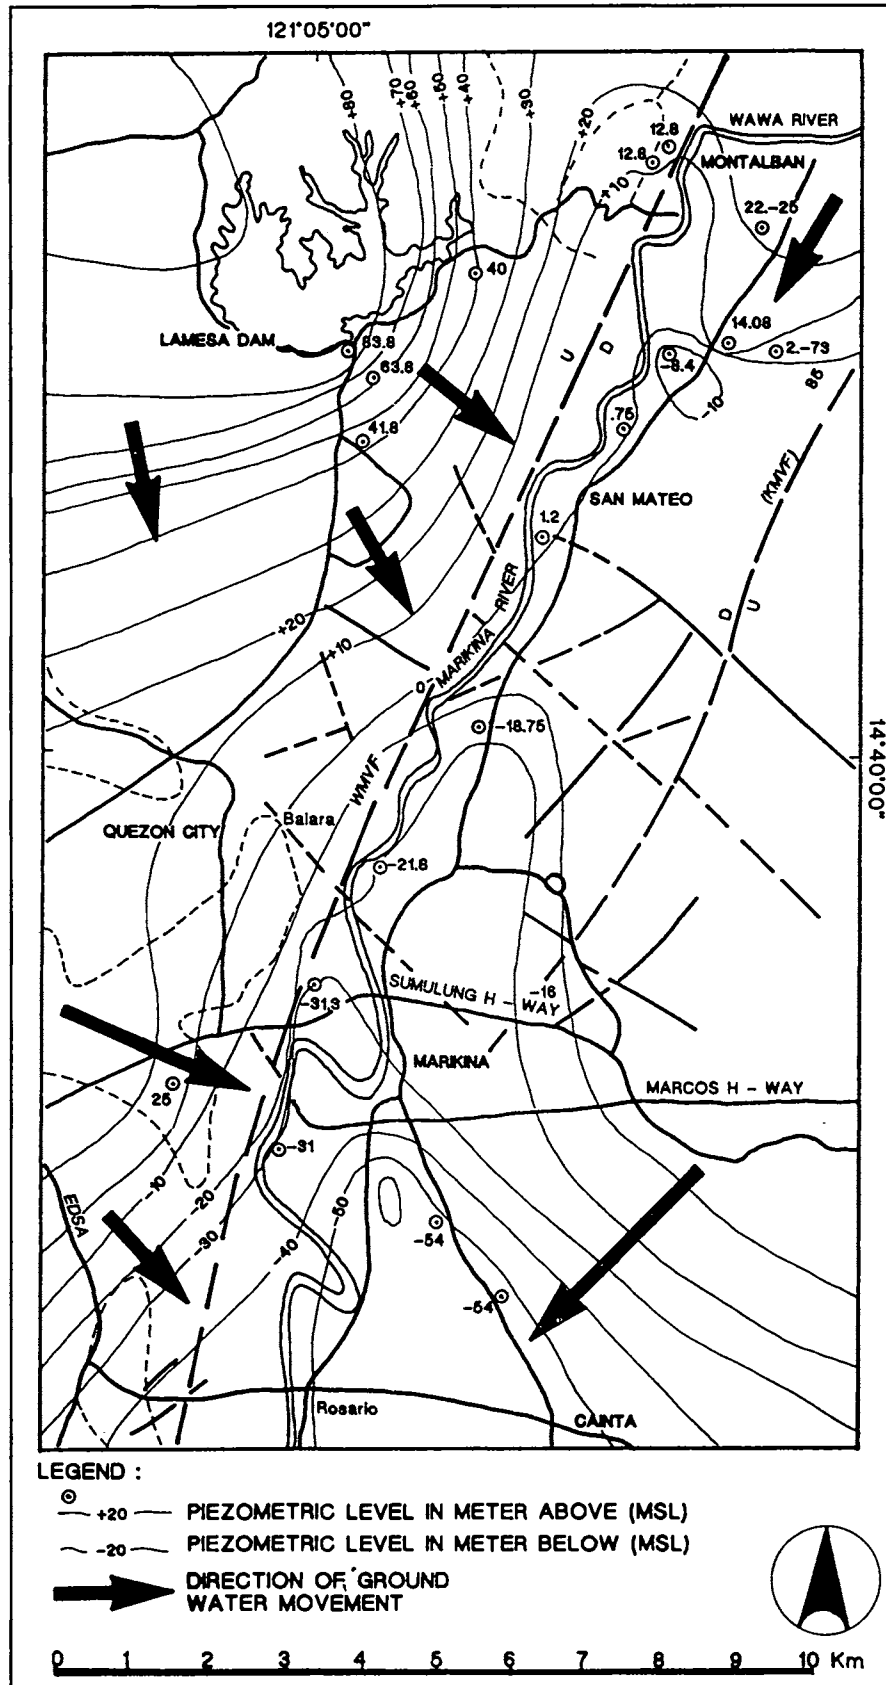 121°05'00"
+80
+70
+60
+50
+40
+30
+20
+10
12.8
12.8
WAWA RIVER
MONTALBAN
22.-25
40
LAMESA DAM
63.8
14.08
2.-73
-8.4
-10
41.8
.75
U
D
(KMVF)
SAN MATEO
1.2
MARIKINA RIVER
D
U
+20
+10
0
-18.75
14°40'00"
WMVF
Balara
QUEZON CITY
-21.8
-31.3
-16
SUMULUNG H - WAY
MARIKINA
25
MARCOS H - WAY
-31
EDSA
-10
-20
-30
-40
-50
-54
-54
Rosario
CAINTA
LEGEND :
+20 PIEZOMETRIC LEVEL IN METER ABOVE (MSL)
-20 PIEZOMETRIC LEVEL IN METER BELOW (MSL)
DIRECTION OF GROUND
WATER MOVEMENT
0 1 2 3 4 5 6 7 8 9 10 Km